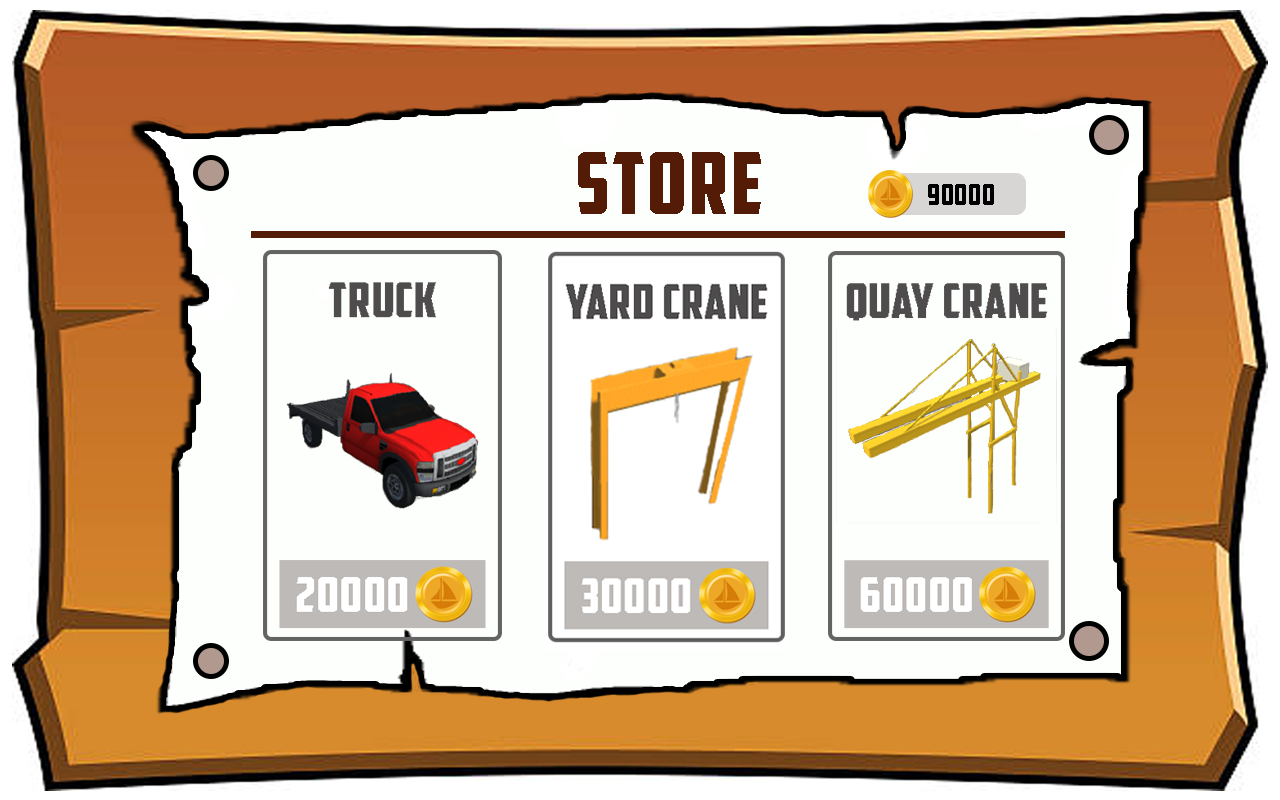 STORE
90000
TRUCK
YARD CRANE
QUAY CRANE
20000
30000
60000